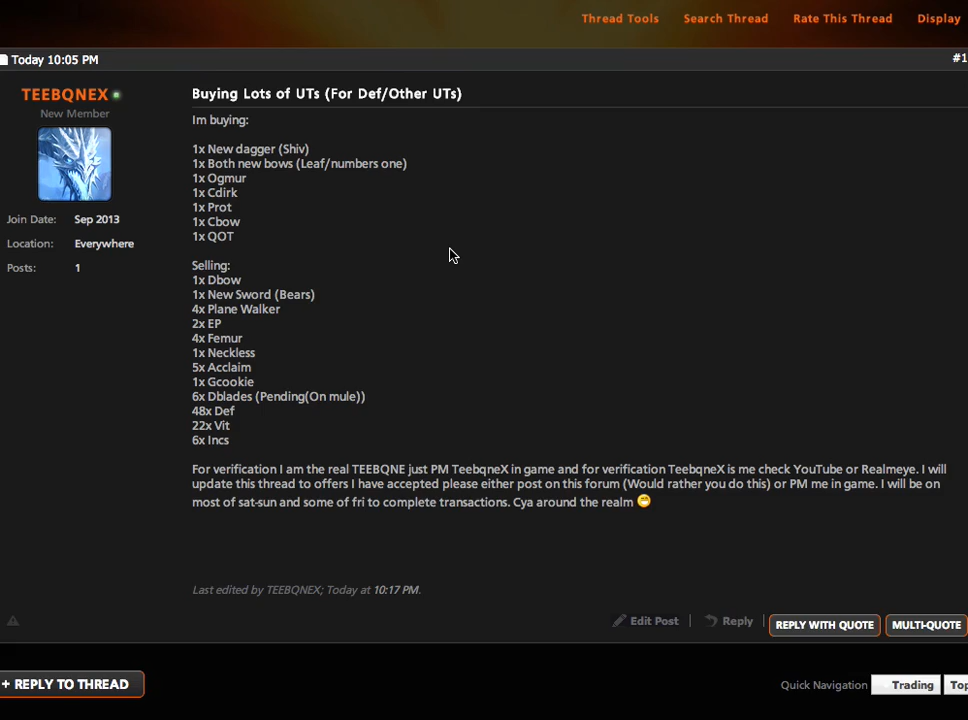 Thread Tools Search Thread Rate This Thread Display
Today 10:05 PM #1
TEEBQNEX
New Member
Join Date: Sep 2013
Location: Everywhere
Posts: 1
Buying Lots of UTs (For Def/Other UTs)
Im buying:
1x New dagger (Shiv)
1x Both new bows (Leaf/numbers one)
1x Ogmur
1x Cdirk
1x Prot
1x Cbow
1x QOT
Selling:
1x Dbow
1x New Sword (Bears)
4x Plane Walker
2x EP
4x Femur
1x Neckless
5x Acclaim
1x Gcookie
6x Dblades (Pending(On mule))
48x Def
22x Vit
6x Incs
For verification I am the real TEEBQNE just PM TeebqneX in game and for verification TeebqneX is me check YouTube or Realmeye. I will
update this thread to offers I have accepted please either post on this forum (Would rather you do this) or PM me in game. I will be on
most of sat-sun and some of fri to complete transactions. Cya around the realm
Last edited by TEEBQNEX; Today at 10:17 PM.
Edit Post | Reply | REPLY WITH QUOTE MULTI-QUOTE
+ REPLY TO THREAD
Quick Navigation Trading Top